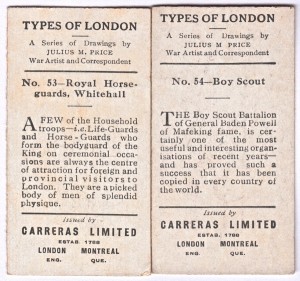 TYPES OF LONDON
A Series of Drawings by
JULIUS M. PRICE
War Artist and Correspondent
No. 53—Royal Horse-
guards, Whitehall
A FEW of the Household
troops—i.e. Life-Guards
and Horse-Guards who
form the bodyguard of the
King on ceremonial occasions
are always the centre
of attraction for foreign and
provincial visitors to
London. They are a picked
body of men of splendid
physique.
Issued by
CARRERAS LIMITED
ESTAB. 1788
LONDON MONTREAL
ENG. QUE.
TYPES OF LONDON
A Series of Drawings by
JULIUS M. PRICE
War Artist and Correspondent
No. 54—Boy Scout
THE Boy Scout Battalion
of General Baden Powell
of Mafeking fame, is cer-
tainly one of the most
useful and interesting organ-
isations of recent years—
and has proved such a
success that it has been
copied in every country of
the world.
Issued by
CARRERAS LIMITED
ESTAB. 1788
LONDON MONTREAL
ENG. QUE.